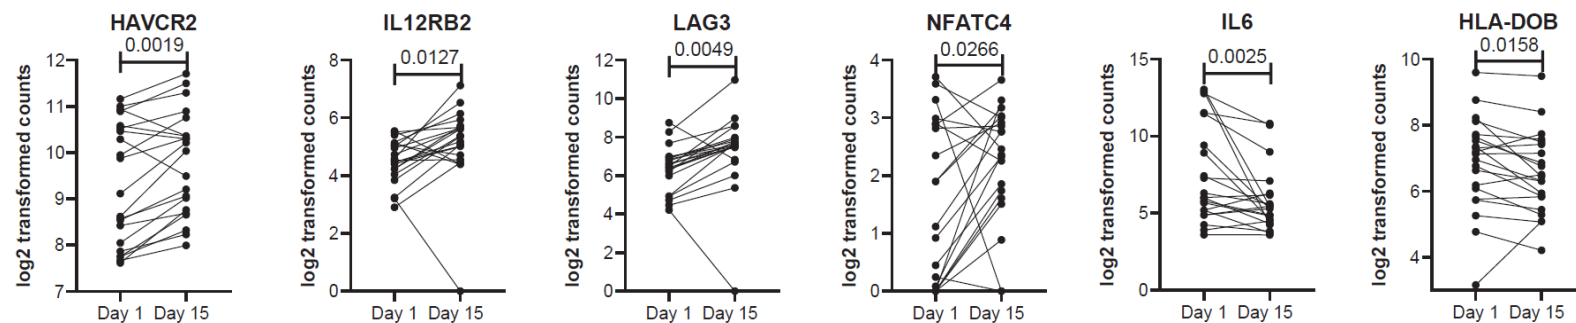 HAVCR2
0.0019
log2 transformed counts
12
11
10
9
8
7
Day 1 Day 15
IL12RB2
0.0127
log2 transformed counts
8
6
4
2
0
Day 1 Day 15
LAG3
0.0049
log2 transformed counts
12
10
8
6
4
2
0
Day 1 Day 15
NFATC4
0.0266
log2 transformed counts
4
3
2
1
0
Day 1 Day 15
IL6
0.0025
log2 transformed counts
15
10
5
0
Day 1 Day 15
HLA-DOB
0.0158
log2 transformed counts
10
8
6
4
Day 1 Day 15